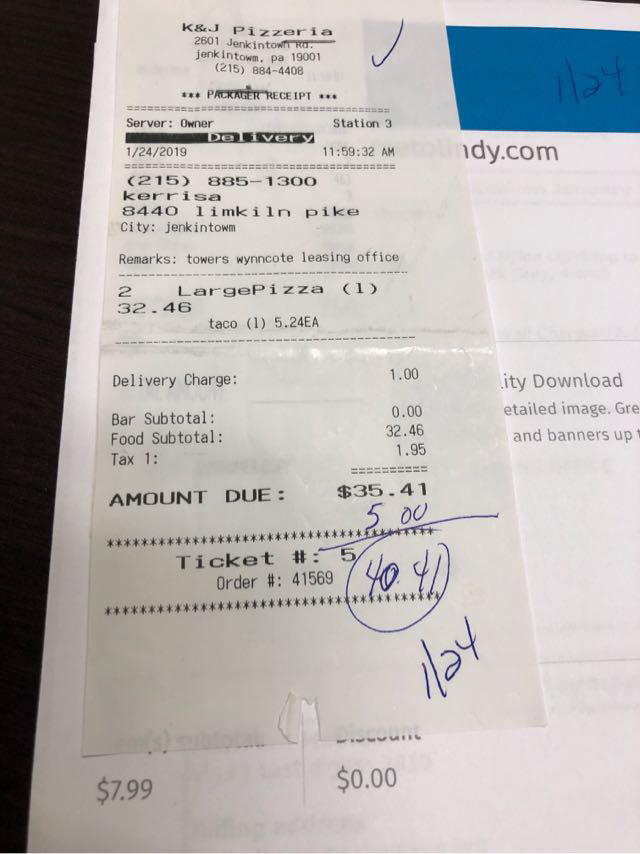 K&J Pizzeria
2601 Jenkintown Rd.
jenkintowm, pa 19001
(215) 884-4408
*** PACKAGER RECEIPT ***
Server: Owner Station 3
Delivery
1/24/2019 11:59:32 AM
(215) 885-1300
kerrisa
8440 limkiln pike
City: jenkintowm
Remarks: towers wynncote leasing office
2 LargePizza (l)
32.46
taco (l) 5.24EA
Delivery Charge: 1.00
Bar Subtotal: 0.00
Food Subtotal: 32.46
Tax 1: 1.95
==========
AMOUNT DUE: $35.41
5 00
Ticket #: 5
Order #: 41569
40.41
1/24
1/24
ndy.com
ity Download
etailed image. Gre
and banners up t
subtotal Discount
$7.99 $0.00